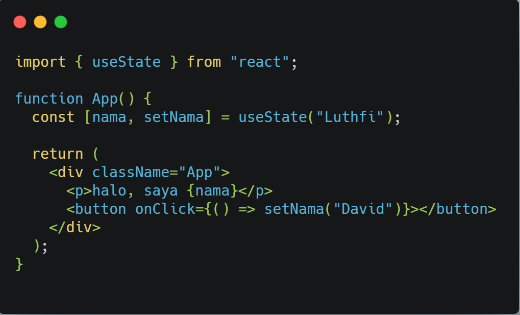 import { useState } from "react";
function App() {
const [nama, setNama] = useState("Luthfi");
return (
<div className="App">
<p>halo, saya {nama}</p>
<button onClick={() => setNama("David")}></button>
</div>
);
}